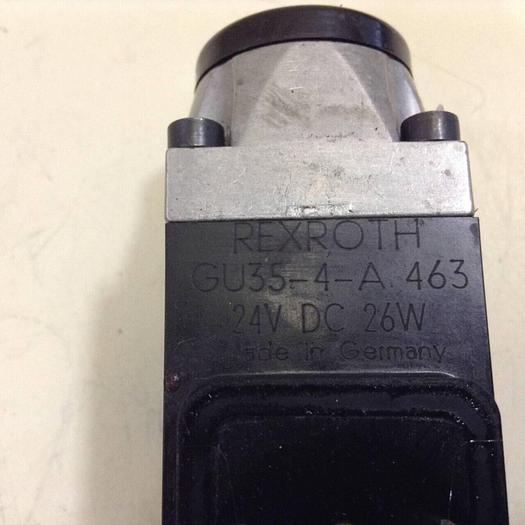 REXROTH
GU35-4-A 463
24V DC 26W
Made in Germany